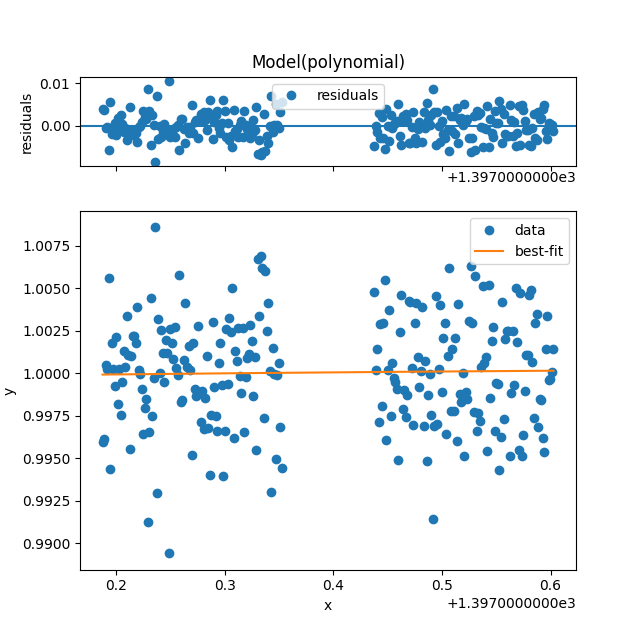 Model(polynomial)
0.01
0.00
residuals
residuals
+1.3970000000e3
1.0075
1.0050
1.0025
1.0000
0.9975
0.9950
0.9925
0.9900
y
data
best-fit
0.2 0.3 0.4 0.5 0.6
x
+1.3970000000e3